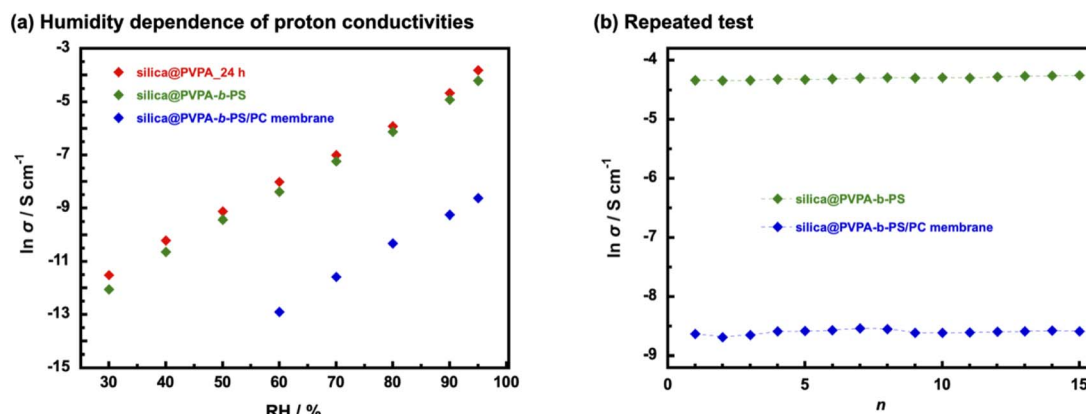 (a) Humidity dependence of proton conductivities
-3
-5
-7
-9
-11
-13
-15
ln σ / S cm⁻¹
silica@PVPA_24 h
silica@PVPA-b-PS
silica@PVPA-b-PS/PC membrane
30 40 50 60 70 80 90 100
RH / %
(b) Repeated test
-4
-5
-6
-7
-8
-9
ln σ / S cm⁻¹
silica@PVPA-b-PS
silica@PVPA-b-PS/PC membrane
0 5 10 15
n